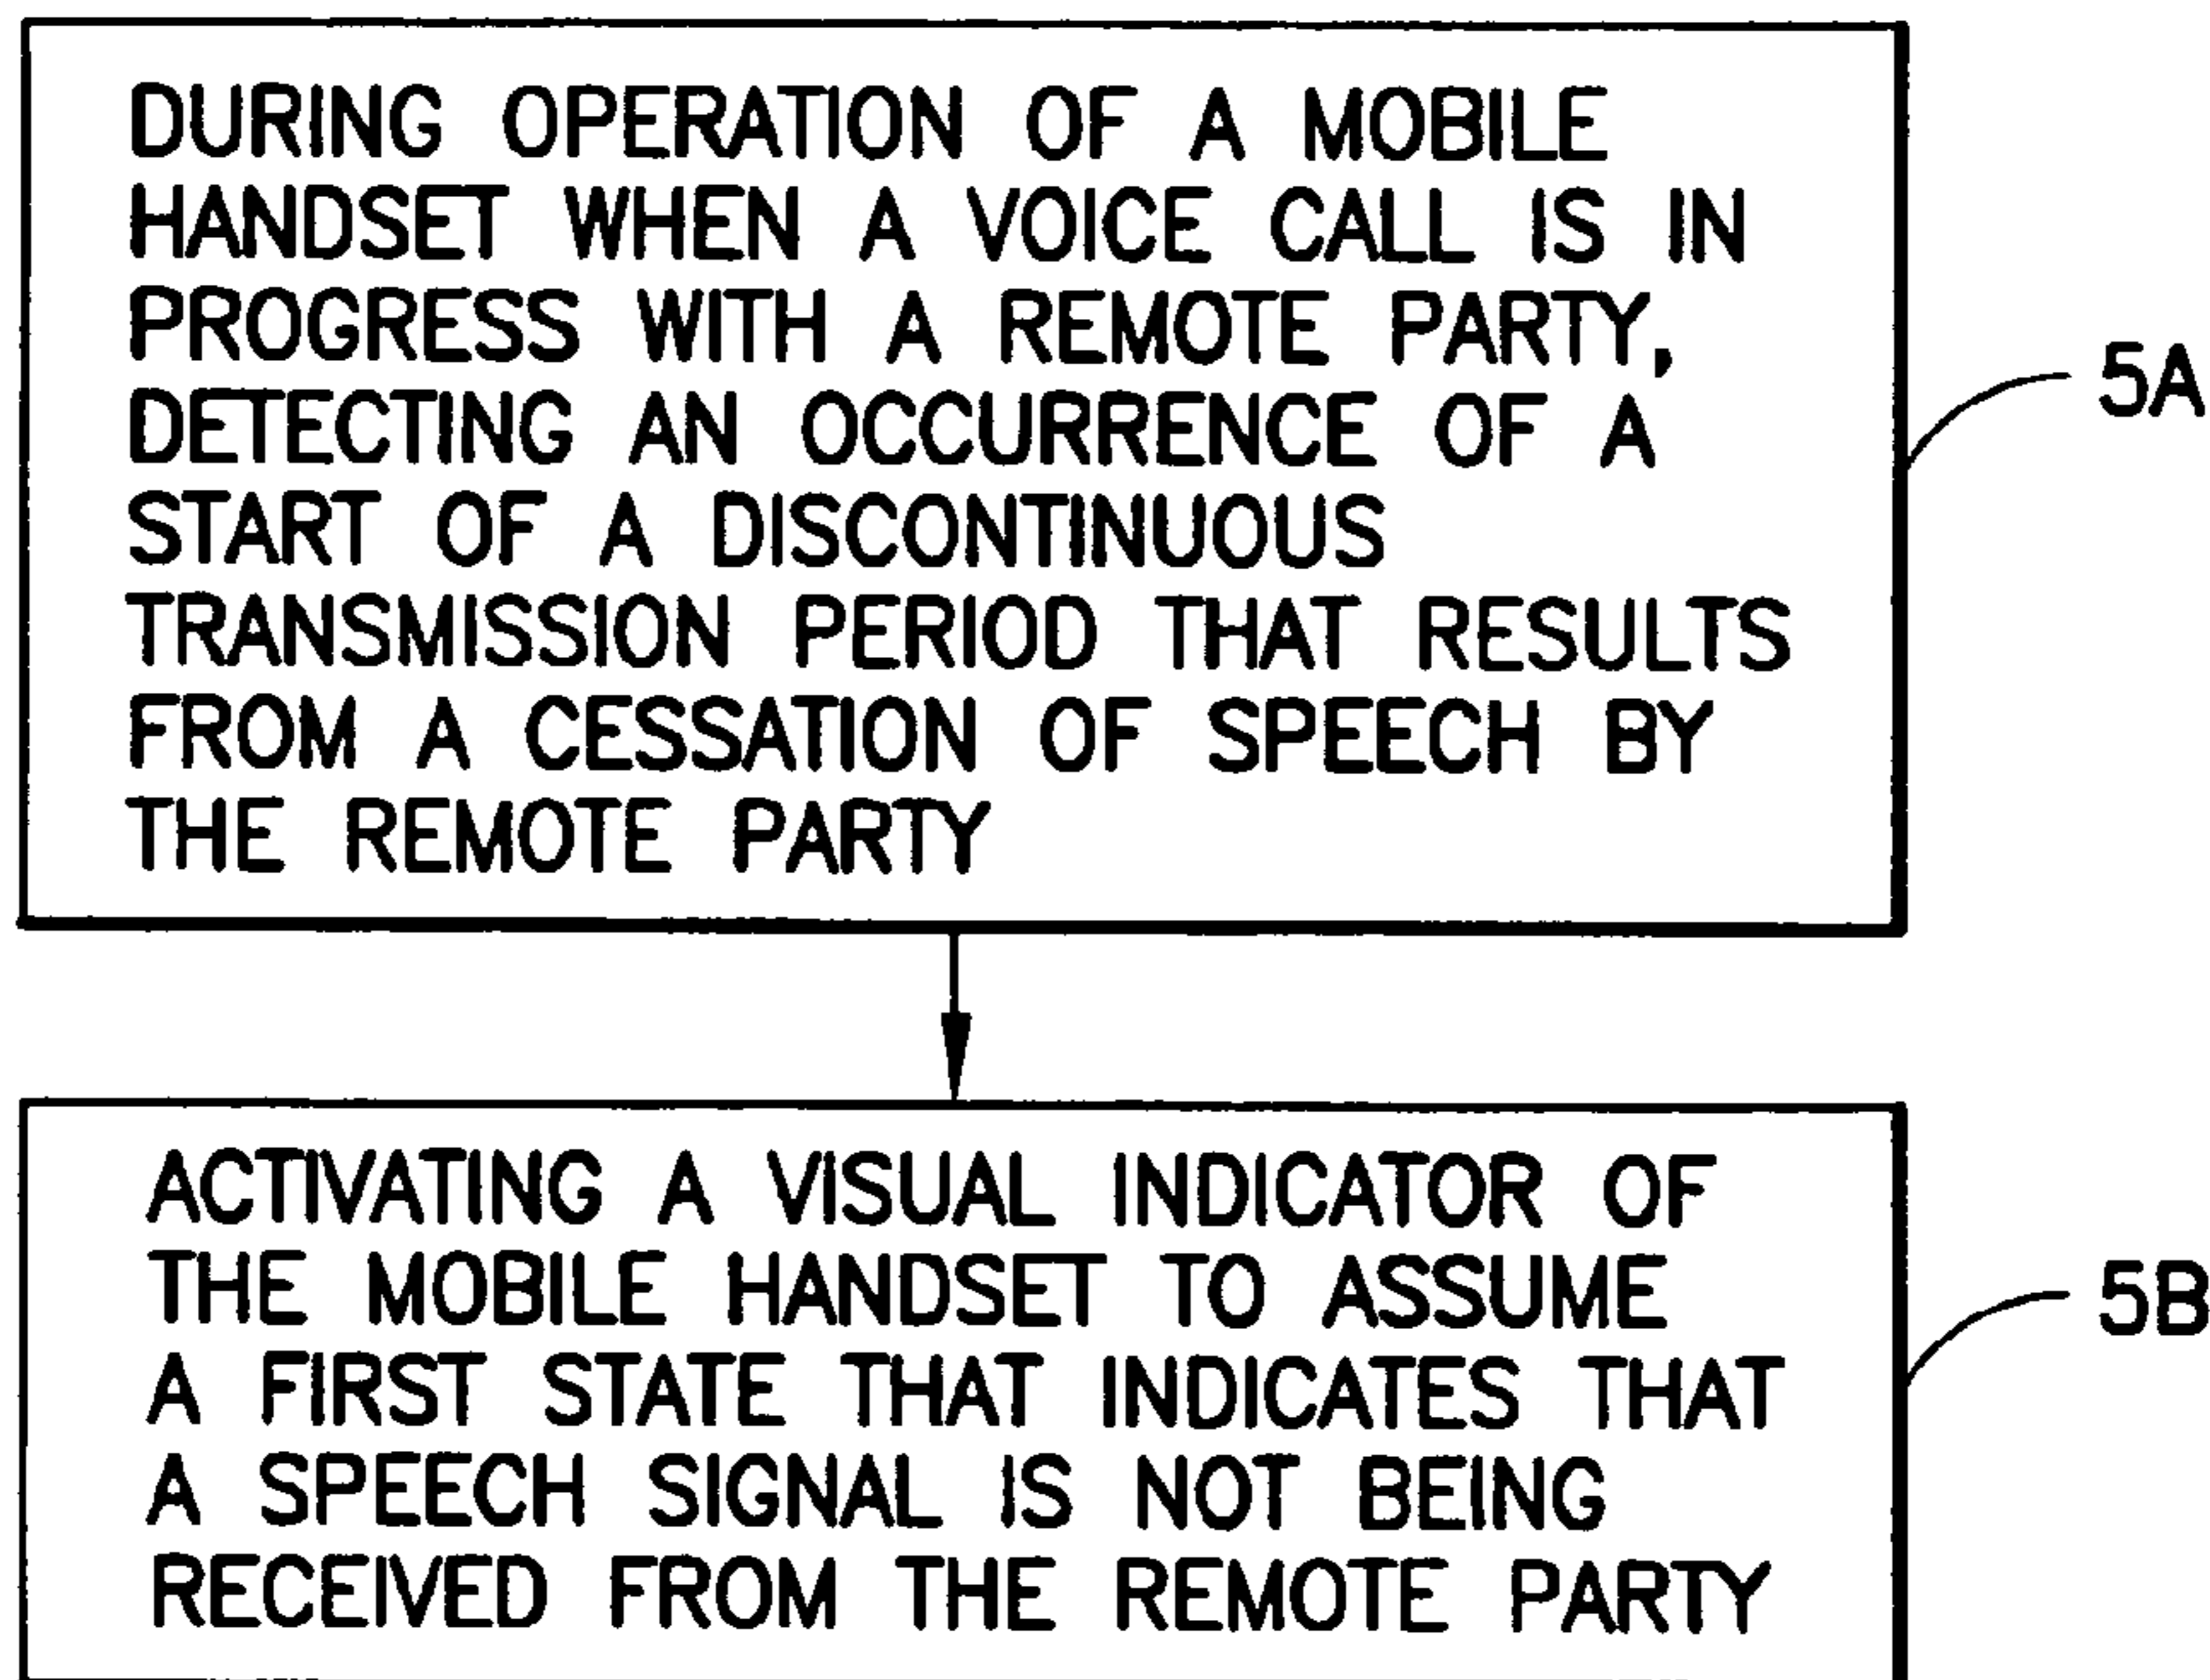 DURING OPERATION OF A MOBILE
HANDSET WHEN A VOICE CALL IS IN
PROGRESS WITH A REMOTE PARTY,
DETECTING AN OCCURRENCE OF A
START OF A DISCONTINUOUS
TRANSMISSION PERIOD THAT RESULTS
FROM A CESSATION OF SPEECH BY
THE REMOTE PARTY
5A
ACTIVATING A VISUAL INDICATOR OF
THE MOBILE HANDSET TO ASSUME
A FIRST STATE THAT INDICATES THAT
A SPEECH SIGNAL IS NOT BEING
RECEIVED FROM THE REMOTE PARTY
5B